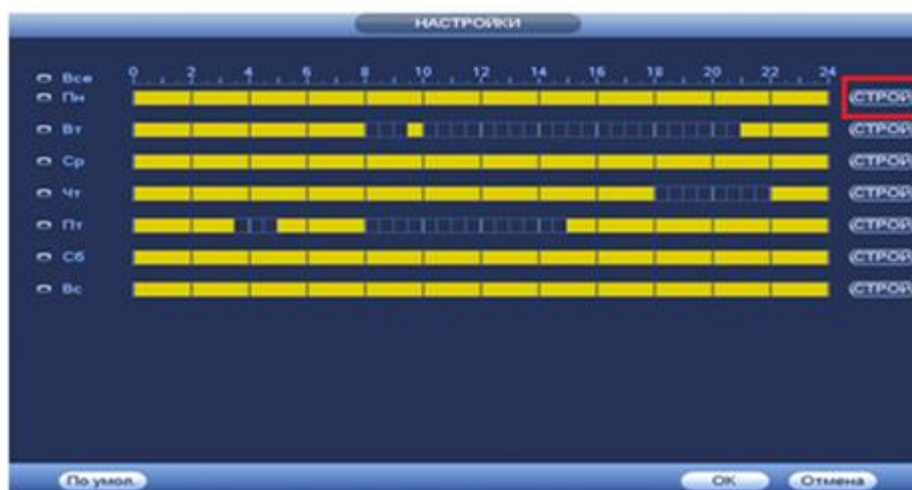 НАСТРОЙКИ
Все 0 2 4 6 8 10 12 14 16 18 20 22 24
Пн СТРОЙ
Вт СТРОЙ
Ср СТРОЙ
Чт СТРОЙ
Пт СТРОЙ
Сб СТРОЙ
Вс СТРОЙ
По умол. ОК Отмена